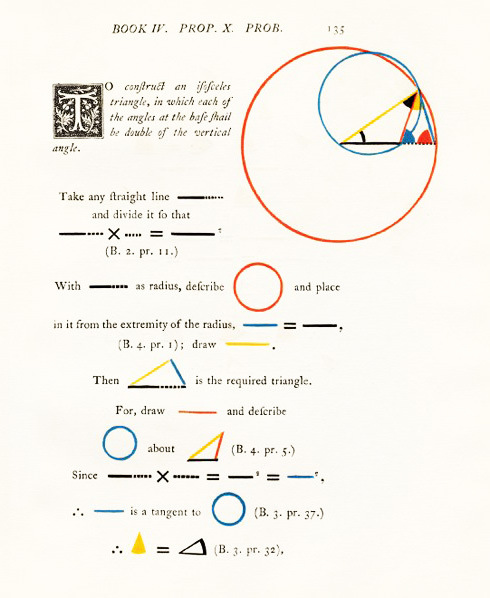 BOOK IV. PROP. X. PROB. 135
TO conſtruct an iſoſceles
triangle, in which each of
the angles at the baſe ſhall
be double of the vertical
angle.
Take any ſtraight line
and divide it ſo that
× = ²
(B. 2. pr. 11.)
With as radius, deſcribe and place
in it from the extremity of the radius, = ,
(B. 4. pr. 1); draw .
Then is the required triangle.
For, draw and deſcribe
about (B. 4. pr. 5.)
Since × = ² = ²,
∴ is a tangent to (B. 3. pr. 37.)
∴ = (B. 3. pr. 32),